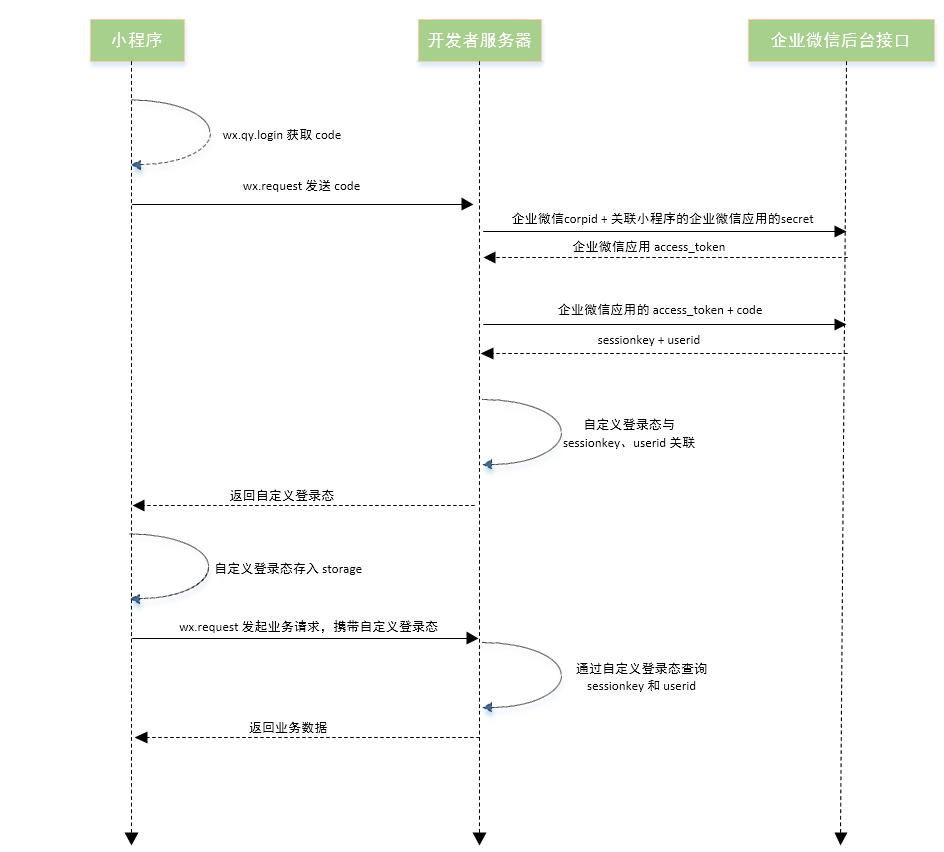 小程序
开发者服务器
企业微信后台接口
wx.qy.login 获取 code
wx.request 发送 code
企业微信corpid + 关联小程序的企业微信应用的secret
企业微信应用 access_token
企业微信应用的 access_token + code
sessionkey + userid
自定义登录态与
sessionkey、userid 关联
返回自定义登录态
自定义登录态存入 storage
wx.request 发起业务请求，携带自定义登录态
通过自定义登录态查询
sessionkey 和 userid
返回业务数据